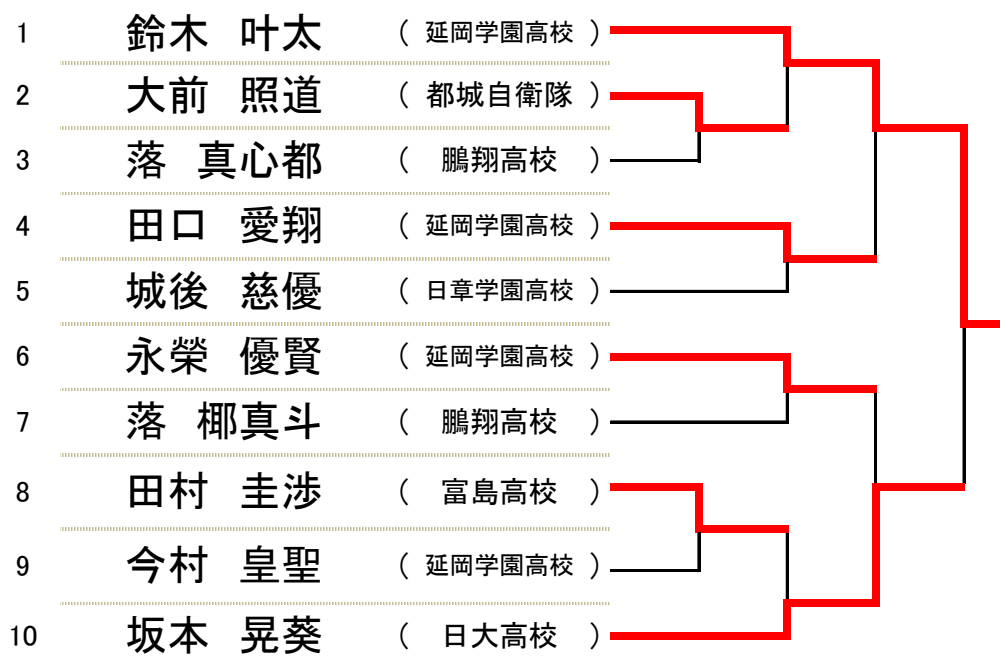 1 鈴木 叶太 ( 延岡学園高校 )
2 大前 照道 ( 都城自衛隊 )
3 落 真心都 ( 鵬翔高校 )
4 田口 愛翔 ( 延岡学園高校 )
5 城後 慈優 ( 日章学園高校 )
6 永榮 優賢 ( 延岡学園高校 )
7 落 椰真斗 ( 鵬翔高校 )
8 田村 圭渉 ( 富島高校 )
9 今村 皇聖 ( 延岡学園高校 )
10 坂本 晃葵 ( 日大高校 )